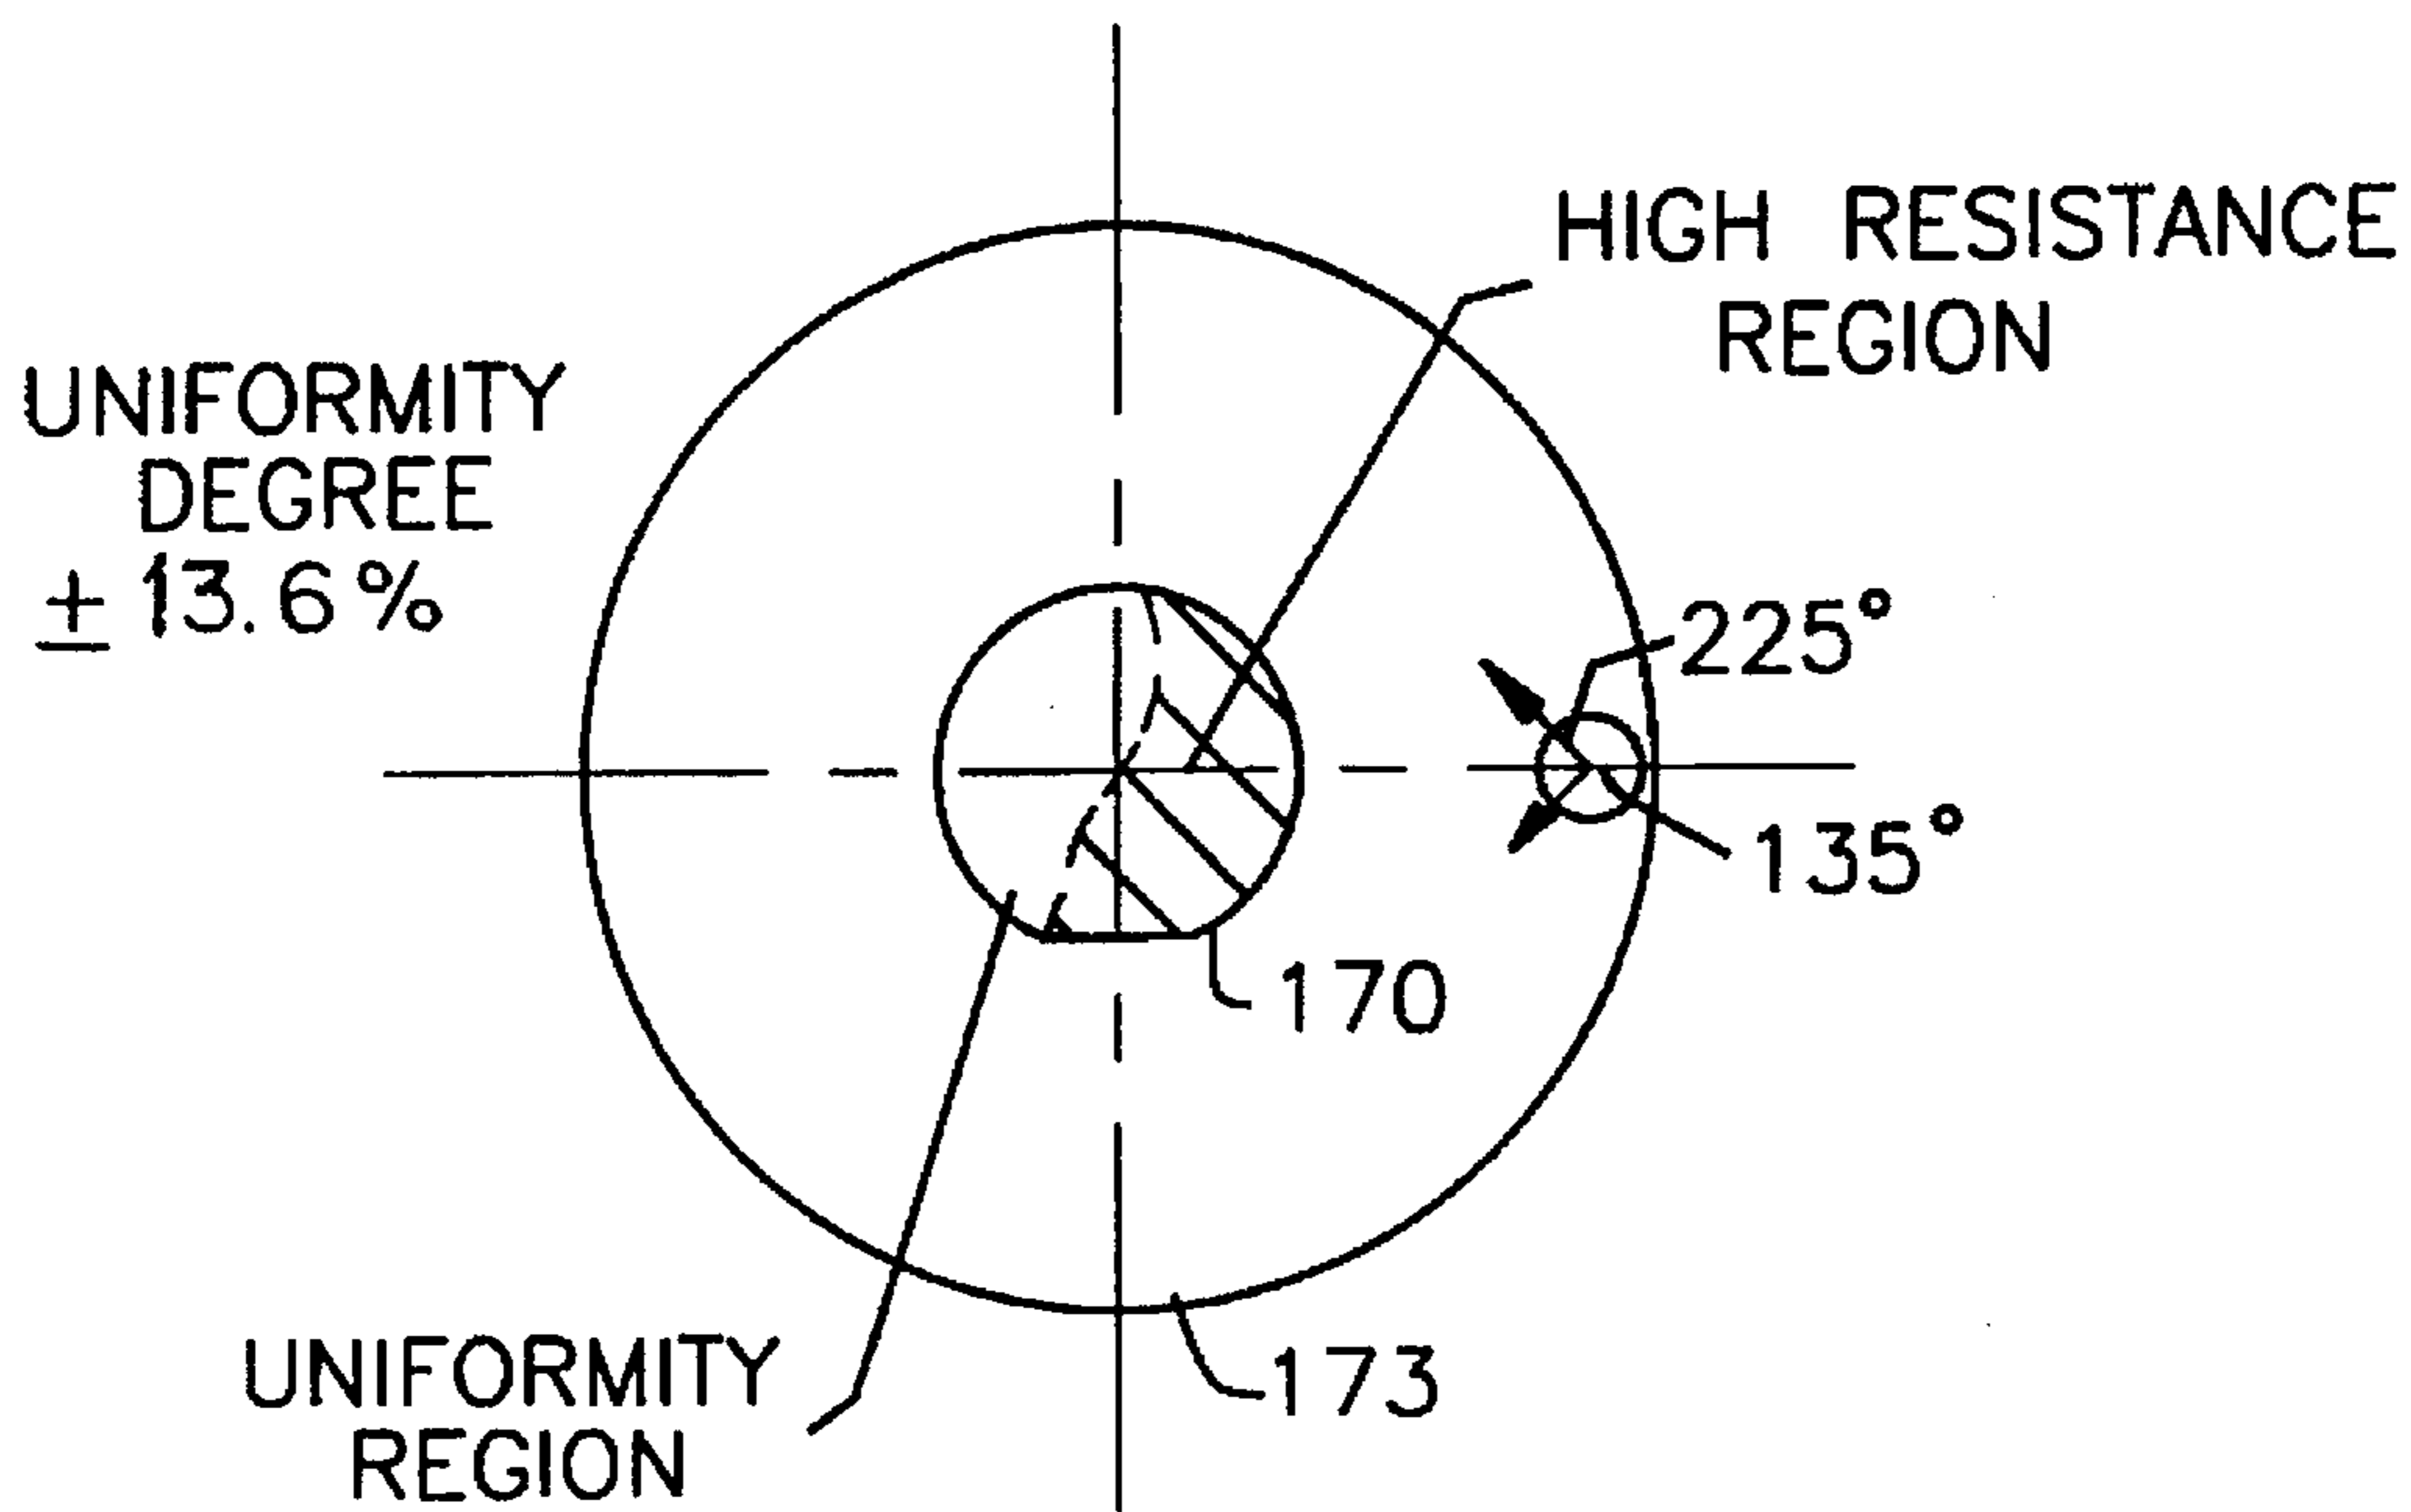 HIGH RESISTANCE
REGION
UNIFORMITY
DEGREE
± 13.6%
225°
135°
170
173
UNIFORMITY
REGION